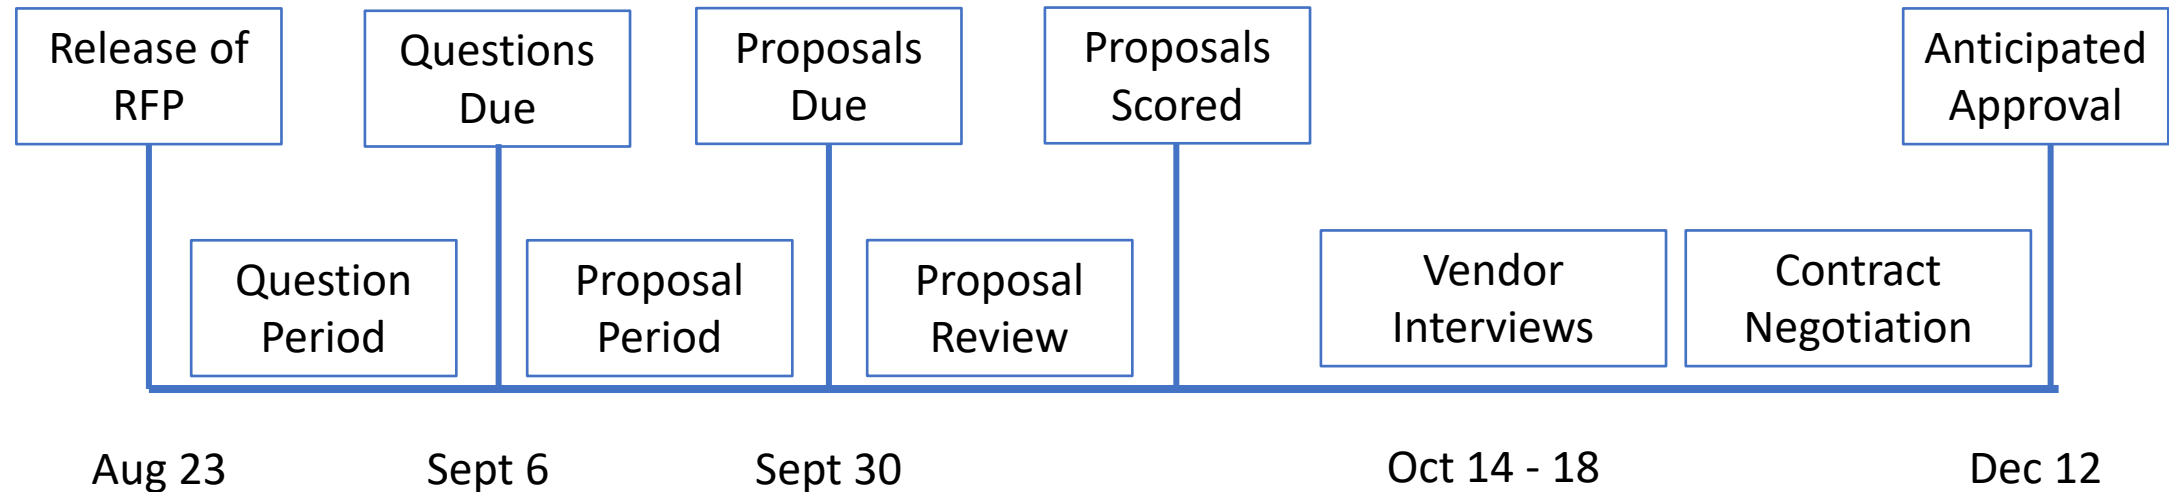 Release of
RFP
Questions
Due
Proposals
Due
Proposals
Scored
Anticipated
Approval
Question
Period
Proposal
Period
Proposal
Review
Vendor
Interviews
Contract
Negotiation
Aug 23
Sept 6
Sept 30
Oct 14 - 18
Dec 12